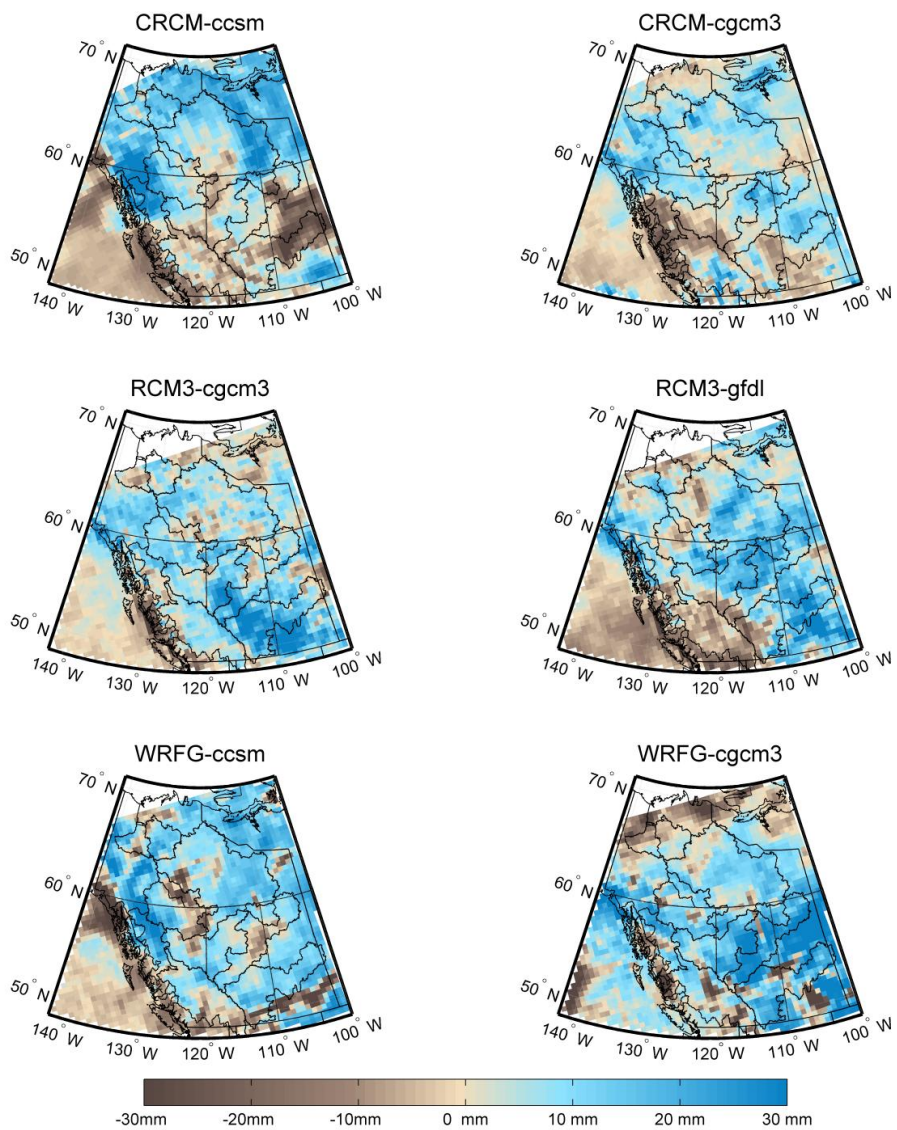 CRCM-ccsm
CRCM-cgcm3
70° N
60° N
50° N
140° W
130° W
120° W
110° W
100° W
70° N
60° N
50° N
140° W
130° W
120° W
110° W
100° W
RCM3-cgcm3
RCM3-gfdl
70° N
60° N
50° N
140° W
130° W
120° W
110° W
100° W
70° N
60° N
50° N
140° W
130° W
120° W
110° W
100° W
WRFG-ccsm
WRFG-cgcm3
70° N
60° N
50° N
140° W
130° W
120° W
110° W
100° W
70° N
60° N
50° N
140° W
130° W
120° W
110° W
100° W
-30mm -20mm -10mm 0 mm 10 mm 20 mm 30 mm